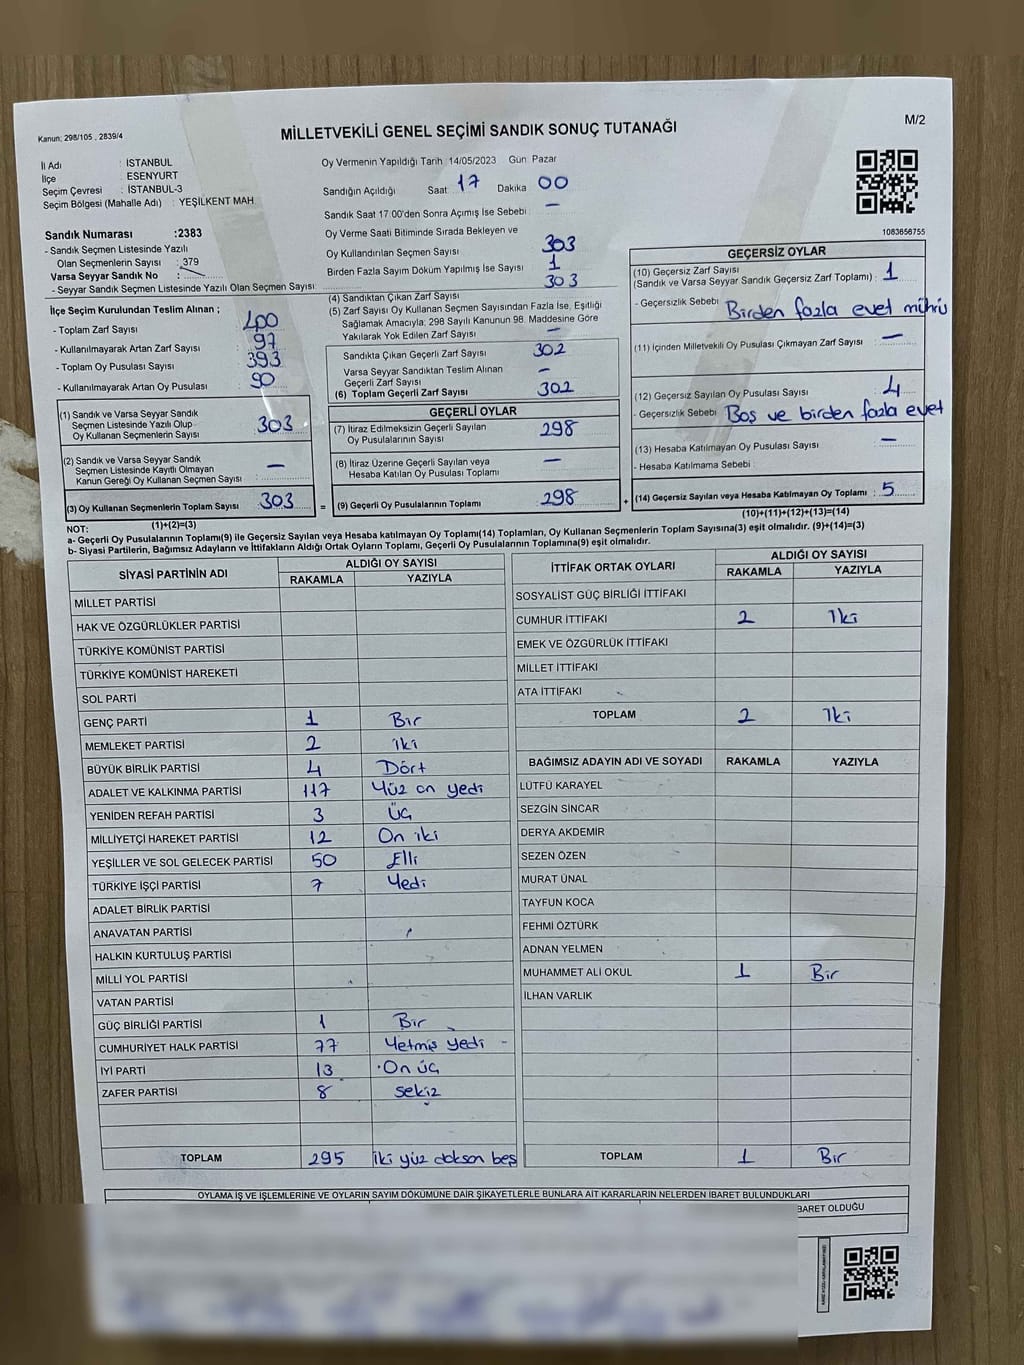 Kanun: 298/105 , 2839/4
MİLLETVEKİLİ GENEL SEÇİMİ SANDIK SONUÇ TUTANAĞI
M/2
İl Adı : İSTANBUL
İlçe : ESENYURT
Seçim Çevresi : İSTANBUL-3
Seçim Bölgesi (Mahalle Adı) : YEŞİLKENT MAH.
Oy Vermenin Yapıldığı Tarih 14/05/2023 Gün Pazar
Sandığın Açıldığı Saat 17 Dakika 00
Sandık Saat 17:00'den Sonra Açımış İse Sebebi : —
Oy Verme Saati Bitiminde Sırada Bekleyen ve
Oy Kullandırılan Seçmen Sayısı 303
Birden Fazla Sayım Döküm Yapılmış İse Sayısı 1
1083656755
Sandık Numarası :2383
- Sandık Seçmen Listesinde Yazılı
Olan Seçmenlerin Sayısı : 379
Varsa Seyyar Sandık No :
- Seyyar Sandık Seçmen Listesinde Yazılı Olan Seçmen Sayısı
İlçe Seçim Kurulundan Teslim Alınan ;
- Toplam Zarf Sayısı : 400
- Kullanılmayarak Artan Zarf Sayısı : 97
- Toplam Oy Pusulası Sayısı : 393
- Kullanılmayarak Artan Oy Pusulası : 90
(1) Sandık ve Varsa Seyyar Sandık
Seçmen Listesinde Yazılı Olup
Oy Kullanan Seçmenlerin Sayısı : 303
(2) Sandık ve Varsa Seyyar Sandık
Seçmen Listesinde Kayıtlı Olmayan
Kanun Gereği Oy Kullanan Seçmen Sayısı : —
(3) Oy Kullanan Seçmenlerin Toplam Sayısı : 303
(1)+(2)=(3)
(4) Sandıktan Çıkan Zarf Sayısı 303
(5) Zarf Sayısı Oy Kullanan Seçmen Sayısından Fazla İse, Eşitliği
Sağlamak Amacıyla, 298 Sayılı Kanunun 98. Maddesine Göre
Yakılarak Yok Edilen Zarf Sayısı —
Sandıkta Çıkan Geçerli Zarf Sayısı 302
Varsa Seyyar Sandıktan Teslim Alınan
Geçerli Zarf Sayısı —
(6) Toplam Geçerli Zarf Sayısı 302
GEÇERLİ OYLAR
(7) İtiraz Edilmeksizin Geçerli Sayılan
Oy Pusulalarının Sayısı 298
(8) İtiraz Üzerine Geçerli Sayılan veya
Hesaba Katılan Oy Pusulası Toplamı —
= (9) Geçerli Oy Pusulalarının Toplamı 298 +
GEÇERSİZ OYLAR
(10) Geçersiz Zarf Sayısı
(Sandık ve Varsa Seyyar Sandık Geçersiz Zarf Toplamı) : 1
- Geçersizlik Sebebi : Birden fazla evet mührü
(11) İçinden Milletvekili Oy Pusulası Çıkmayan Zarf Sayısı : —
(12) Geçersiz Sayılan Oy Pusulası Sayısı : 4
- Geçersizlik Sebebi : Boş ve birden fazla evet
(13) Hesaba Katılmayan Oy Pusulası Sayısı : —
- Hesaba Katılmama Sebebi :
(14) Geçersiz Sayılan veya Hesaba Katılmayan Oy Toplamı : 5
(10)+(11)+(12)+(13)=(14)
NOT:
a- Geçerli Oy Pusulalarının Toplamı(9) ile Geçersiz Sayılan veya Hesaba Katılmayan Oy Toplamı(14) Toplamları, Oy Kullanan Seçmenlerin Toplam Sayısına(3) eşit olmalıdır. (9)+(14)=(3)
b- Siyasi Partilerin, Bağımsız Adayların ve İttifakların Aldığı Ortak Oyların Toplamı, Geçerli Oy Pusulalarının Toplamına(9) eşit olmalıdır.
SİYASİ PARTİNİN ADI ALDIĞI OY SAYISI
RAKAMLA YAZIYLA
MİLLET PARTİSİ
HAK VE ÖZGÜRLÜKLER PARTİSİ
TÜRKİYE KOMÜNİST PARTİSİ
TÜRKİYE KOMÜNİST HAREKETİ
SOL PARTİ
GENÇ PARTİ 1 Bir
MEMLEKET PARTİSİ 2 iki
BÜYÜK BİRLİK PARTİSİ 4 Dört
ADALET VE KALKINMA PARTİSİ 117 Yüz on yedi
YENİDEN REFAH PARTİSİ 3 Üç
MİLLİYETÇİ HAREKET PARTİSİ 12 On iki
YEŞİLLER VE SOL GELECEK PARTİSİ 50 Elli
TÜRKİYE İŞÇİ PARTİSİ 7 Yedi
ADALET BİRLİK PARTİSİ
ANAVATAN PARTİSİ
HALKIN KURTULUŞ PARTİSİ
MİLLİ YOL PARTİSİ
VATAN PARTİSİ
GÜÇ BİRLİĞİ PARTİSİ 1 Bir
CUMHURİYET HALK PARTİSİ 77 Yetmiş yedi
İYİ PARTİ 13 On üç
ZAFER PARTİSİ 8 sekiz
TOPLAM 295 iki yüz doksan beş
İTTİFAK ORTAK OYLARI ALDIĞI OY SAYISI
RAKAMLA YAZIYLA
SOSYALİST GÜÇ BİRLİĞİ İTTİFAKI
CUMHUR İTTİFAKI 2 İki
EMEK VE ÖZGÜRLÜK İTTİFAKI
MİLLET İTTİFAKI
ATA İTTİFAKI
TOPLAM 2 İki
BAĞIMSIZ ADAYIN ADI VE SOYADI RAKAMLA YAZIYLA
LÜTFÜ KARAYEL
SEZGİN SİNCAR
DERYA AKDEMİR
SEZEN ÖZEN
MURAT ÜNAL
TAYFUN KOCA
FEHMİ ÖZTÜRK
ADNAN YELMEN
MUHAMMET ALİ OKUL 1 Bir
İLHAN VARLIK
TOPLAM 1 Bir
OYLAMA İŞ VE İŞLEMLERİNE VE OYLARIN SAYIM DÖKÜMÜNE DAİR ŞİKAYETLERLE BUNLARA AİT KARARLARIN NELERDEN İBARET BULUNDUKLARI
BARET OLDUĞU